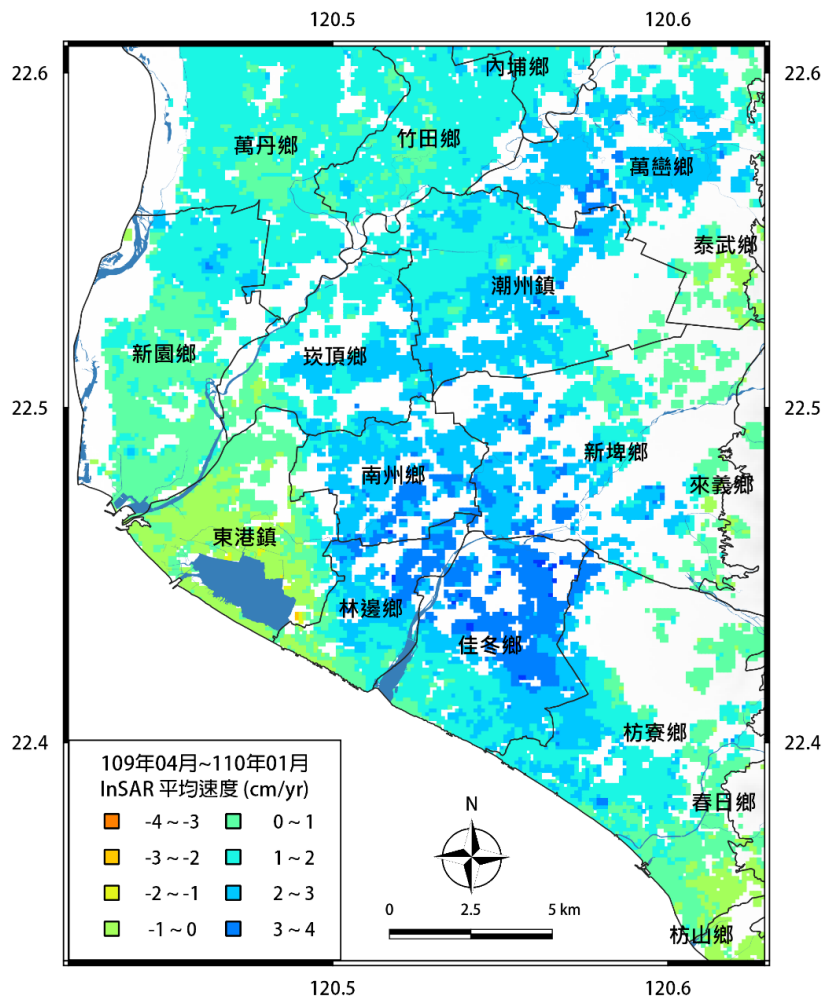 120.5 120.6
22.6 22.6
內埔鄉
萬丹鄉 竹田鄉
萬巒鄉
泰武鄉
潮州鎮
新園鄉 崁頂鄉
22.5 22.5
新埤鄉
南州鄉
來義鄉
東港鎮
林邊鄉
佳冬鄉
枋寮鄉
22.4 22.4
春日鄉
枋山鄉
109年04月~110年01月
InSAR 平均速度 (cm/yr)
-4 ~ -3 0 ~ 1
-3 ~ -2 1 ~ 2
-2 ~ -1 2 ~ 3
-1 ~ 0 3 ~ 4
N
0 2.5 5 km
120.5 120.6